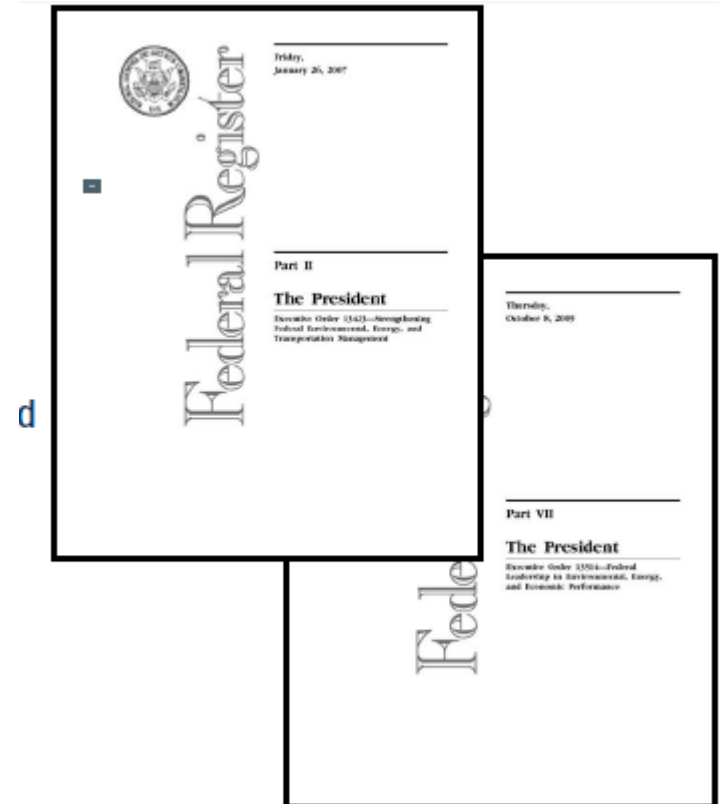 Friday,
January 26, 2007
Federal Register
Part II
The President
Executive Order 13423—Strengthening
Federal Environmental, Energy, and
Transportation Management
d
Thursday,
October 8, 2009
Part VII
The President
Executive Order 13514—Federal
Leadership in Environmental, Energy,
and Economic Performance
Fede